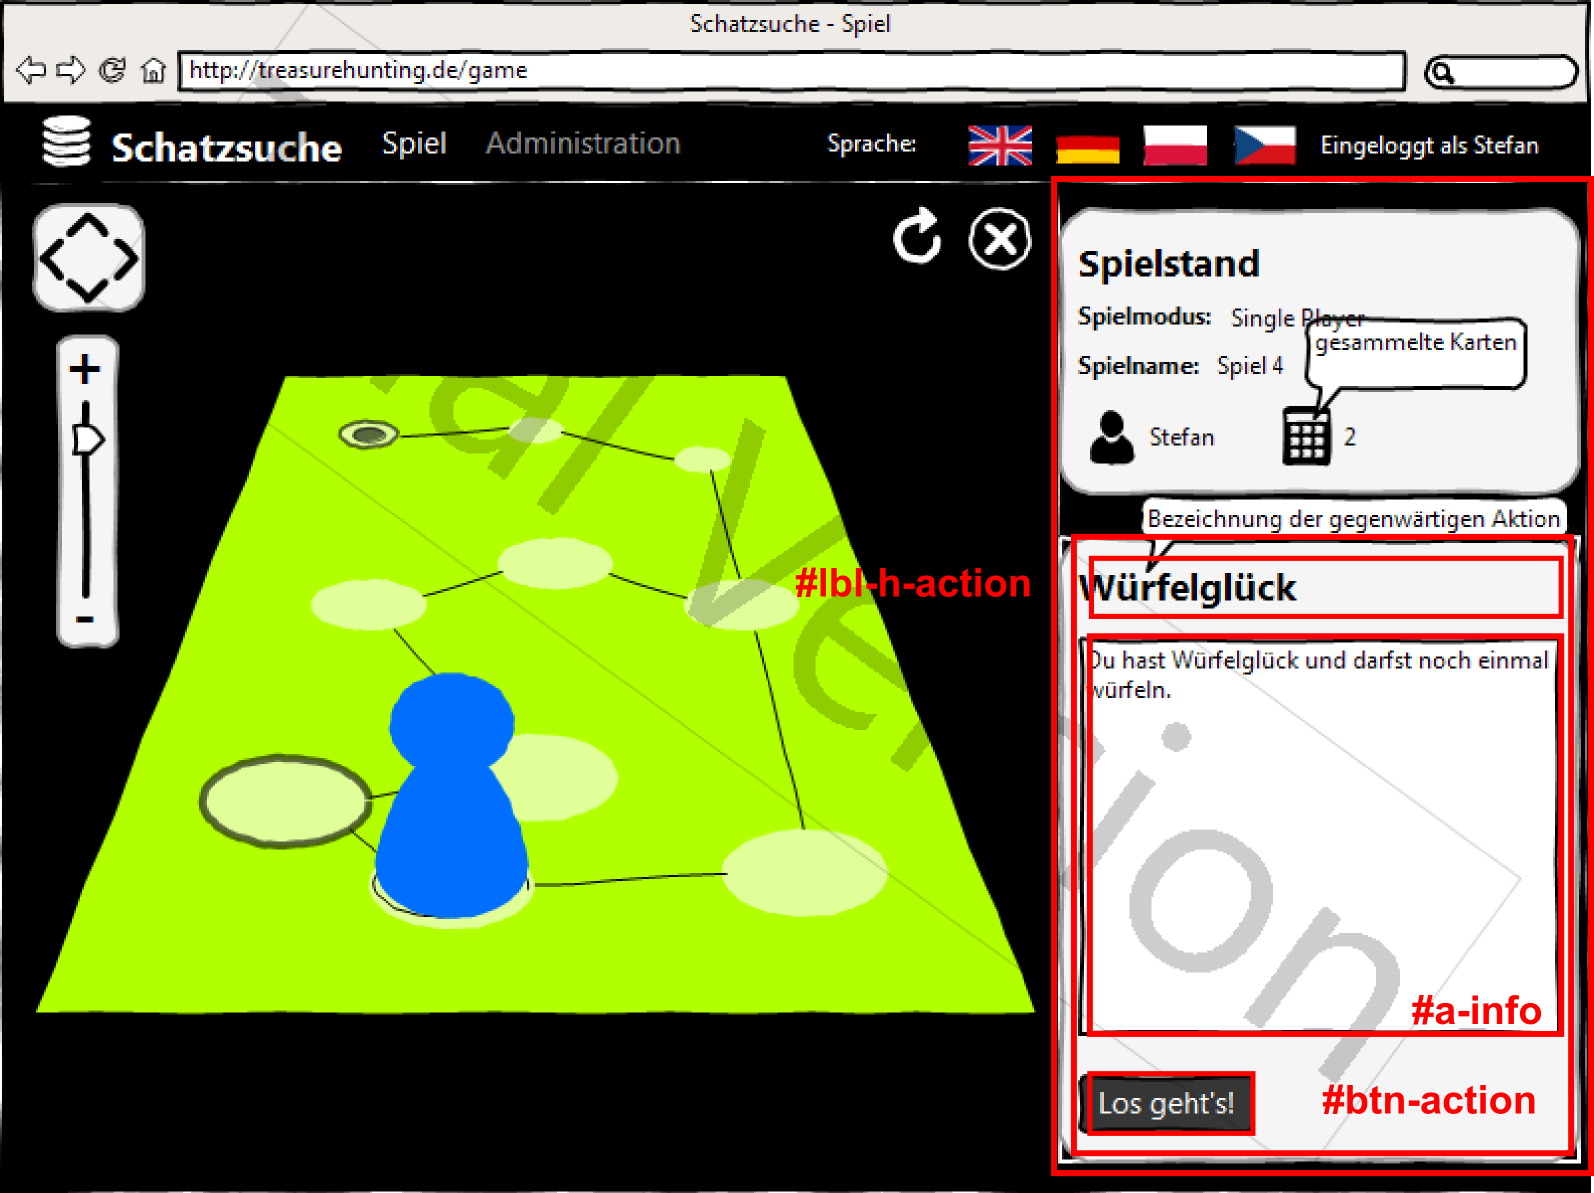 Schatzsuche - Spiel
http://treasurehunting.de/game
Schatzsuche Spiel Administration Sprache: Eingeloggt als Stefan
Spielstand
Spielmodus: Single Player
gesammelte Karten
Spielname: Spiel 4
Stefan 2
Bezeichnung der gegenwärtigen Aktion
#lbl-h-action
Würfelglück
Du hast Würfelglück und darfst noch einmal
würfeln.
#a-info
Los geht's!
#btn-action
+
-